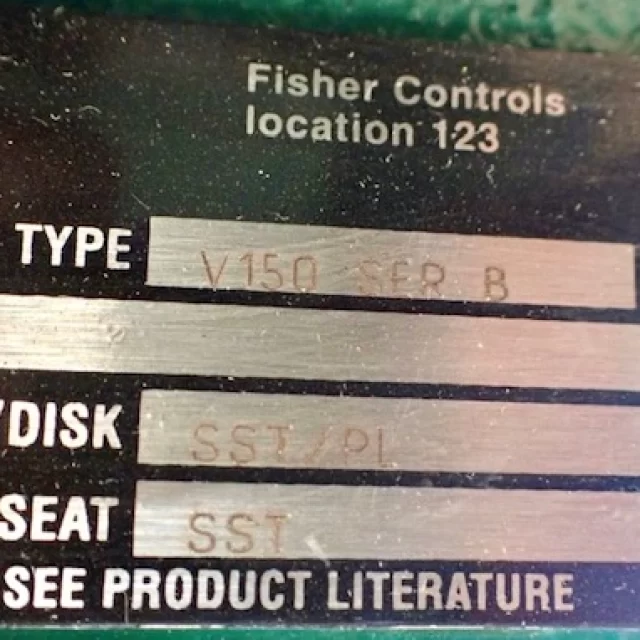 Fisher Controls
location 123
TYPE V150 SER B
/DISK SST/PL
SEAT SST
SEE PRODUCT LITERATURE